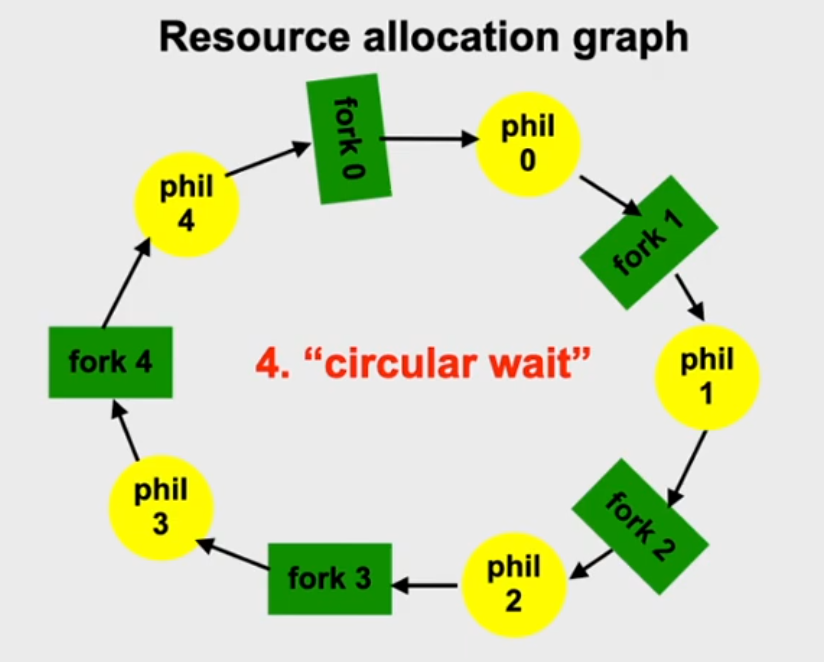 Resource allocation graph
fork 0
phil
0
phil
4
fork 1
fork 4
4. “circular wait”
phil
1
phil
3
fork 2
fork 3
phil
2